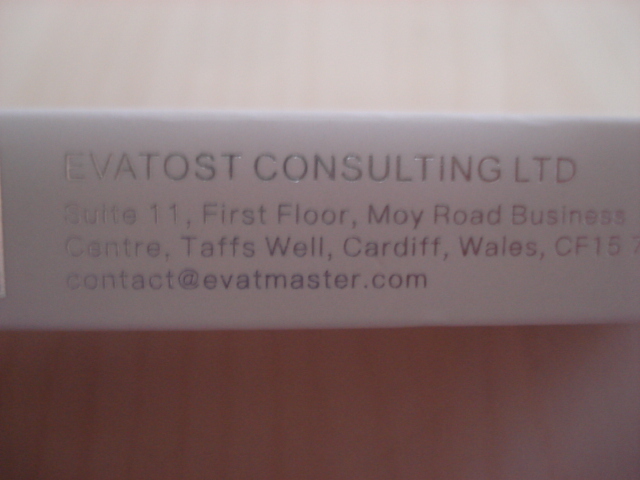 EVATOST CONSULTING LTD
Suite 11, First Floor, Moy Road Business
Centre, Taffs Well, Cardiff, Wales, CF15 7
contact@evatmaster.com